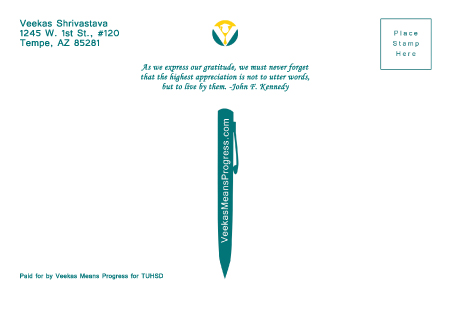 Veekas Shrivastava
1245 W. 1st St., #120
Tempe, AZ 85281
Place
Stamp
Here
As we express our gratitude, we must never forget
that the highest appreciation is not to utter words,
but to live by them. -John F. Kennedy
VeekasMeansProgress.com
Paid for by Veekas Means Progress for TUHSD